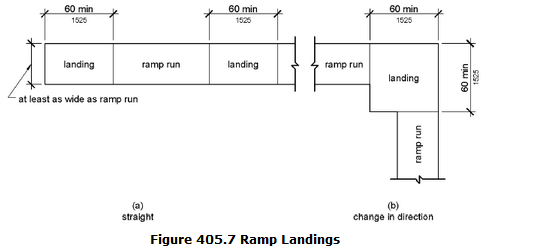 60 min
1525
60 min
1525
60 min
1525
landing
ramp run
landing
ramp run
landing
60 min
1525
at least as wide as ramp run
ramp run
(a)
straight
(b)
change in direction
Figure 405.7 Ramp Landings